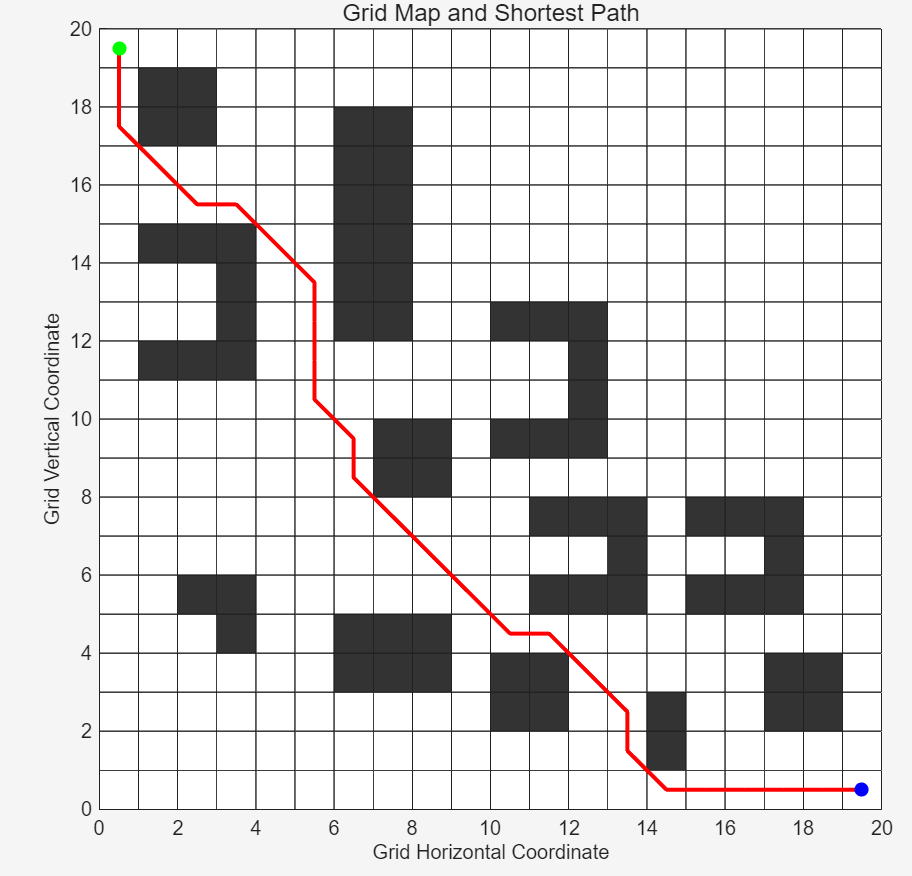 Grid Map and Shortest Path
20
18
16
14
12
10
8
6
4
2
0
Grid Vertical Coordinate
0 2 4 6 8 10 12 14 16 18 20
Grid Horizontal Coordinate